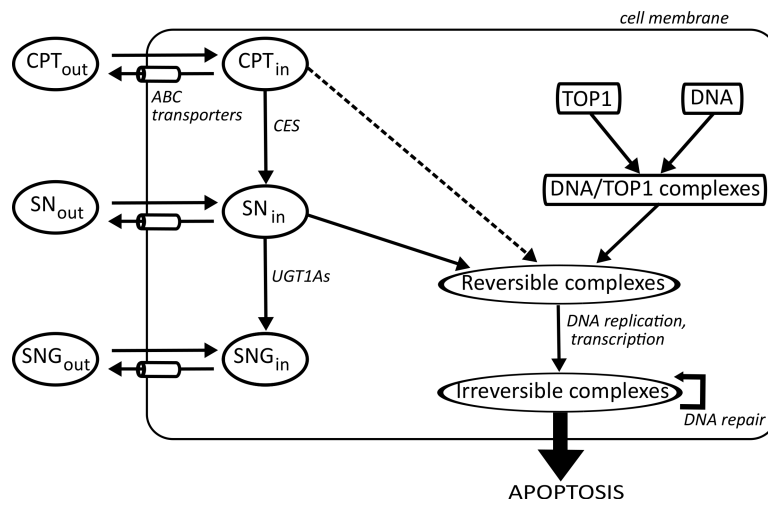 cell membrane
CPTout
CPTin
ABC
transporters
CES
TOP1
DNA
DNA/TOP1 complexes
SNout
SNin
UGT1As
Reversible complexes
DNA replication,
transcription
SNGout
SNGin
Irreversible complexes
DNA repair
APOPTOSIS